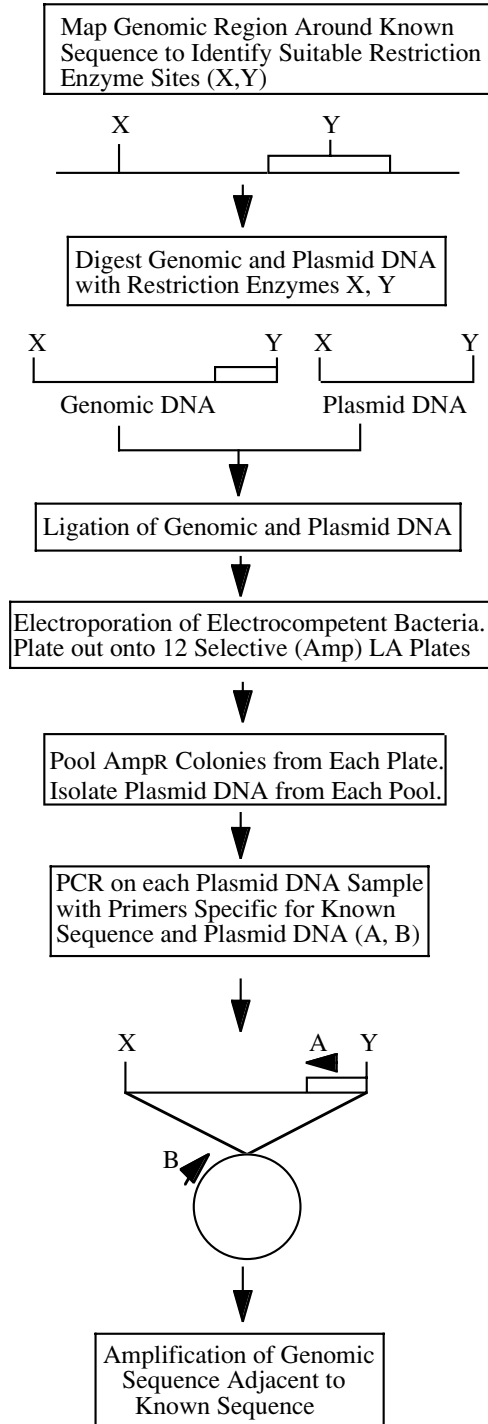 Map Genomic Region Around Known
Sequence to Identify Suitable Restriction
Enzyme Sites (X,Y)
X Y
Digest Genomic and Plasmid DNA
with Restriction Enzymes X, Y
X Y X Y
Genomic DNA Plasmid DNA
Ligation of Genomic and Plasmid DNA
Electroporation of Electrocompetent Bacteria.
Plate out onto 12 Selective (Amp) LA Plates
Pool AmpR Colonies from Each Plate.
Isolate Plasmid DNA from Each Pool.
PCR on each Plasmid DNA Sample
with Primers Specific for Known
Sequence and Plasmid DNA (A, B)
X A Y
B
Amplification of Genomic
Sequence Adjacent to
Known Sequence